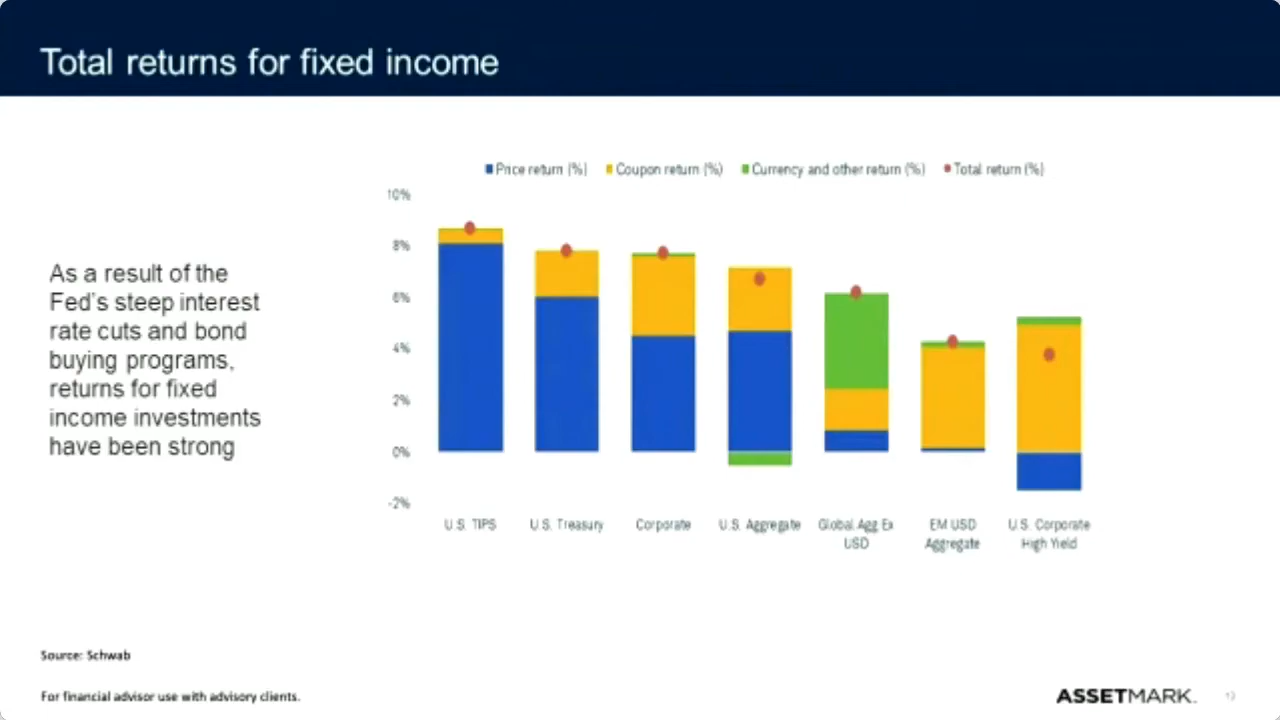 Total returns for fixed income
Price return (%) Coupon return (%) Currency and other return (%) Total return (%)
10%
8%
6%
4%
2%
0%
-2%
As a result of the
Fed's steep interest
rate cuts and bond
buying programs,
returns for fixed
income investments
have been strong
U.S. TIPS U.S. Treasury Corporate U.S. Aggregate Global Agg Ex EM USD U.S. Corporate
USD Aggregate High Yield
Source: Schwab
For financial advisor use with advisory clients.
ASSETMARK.